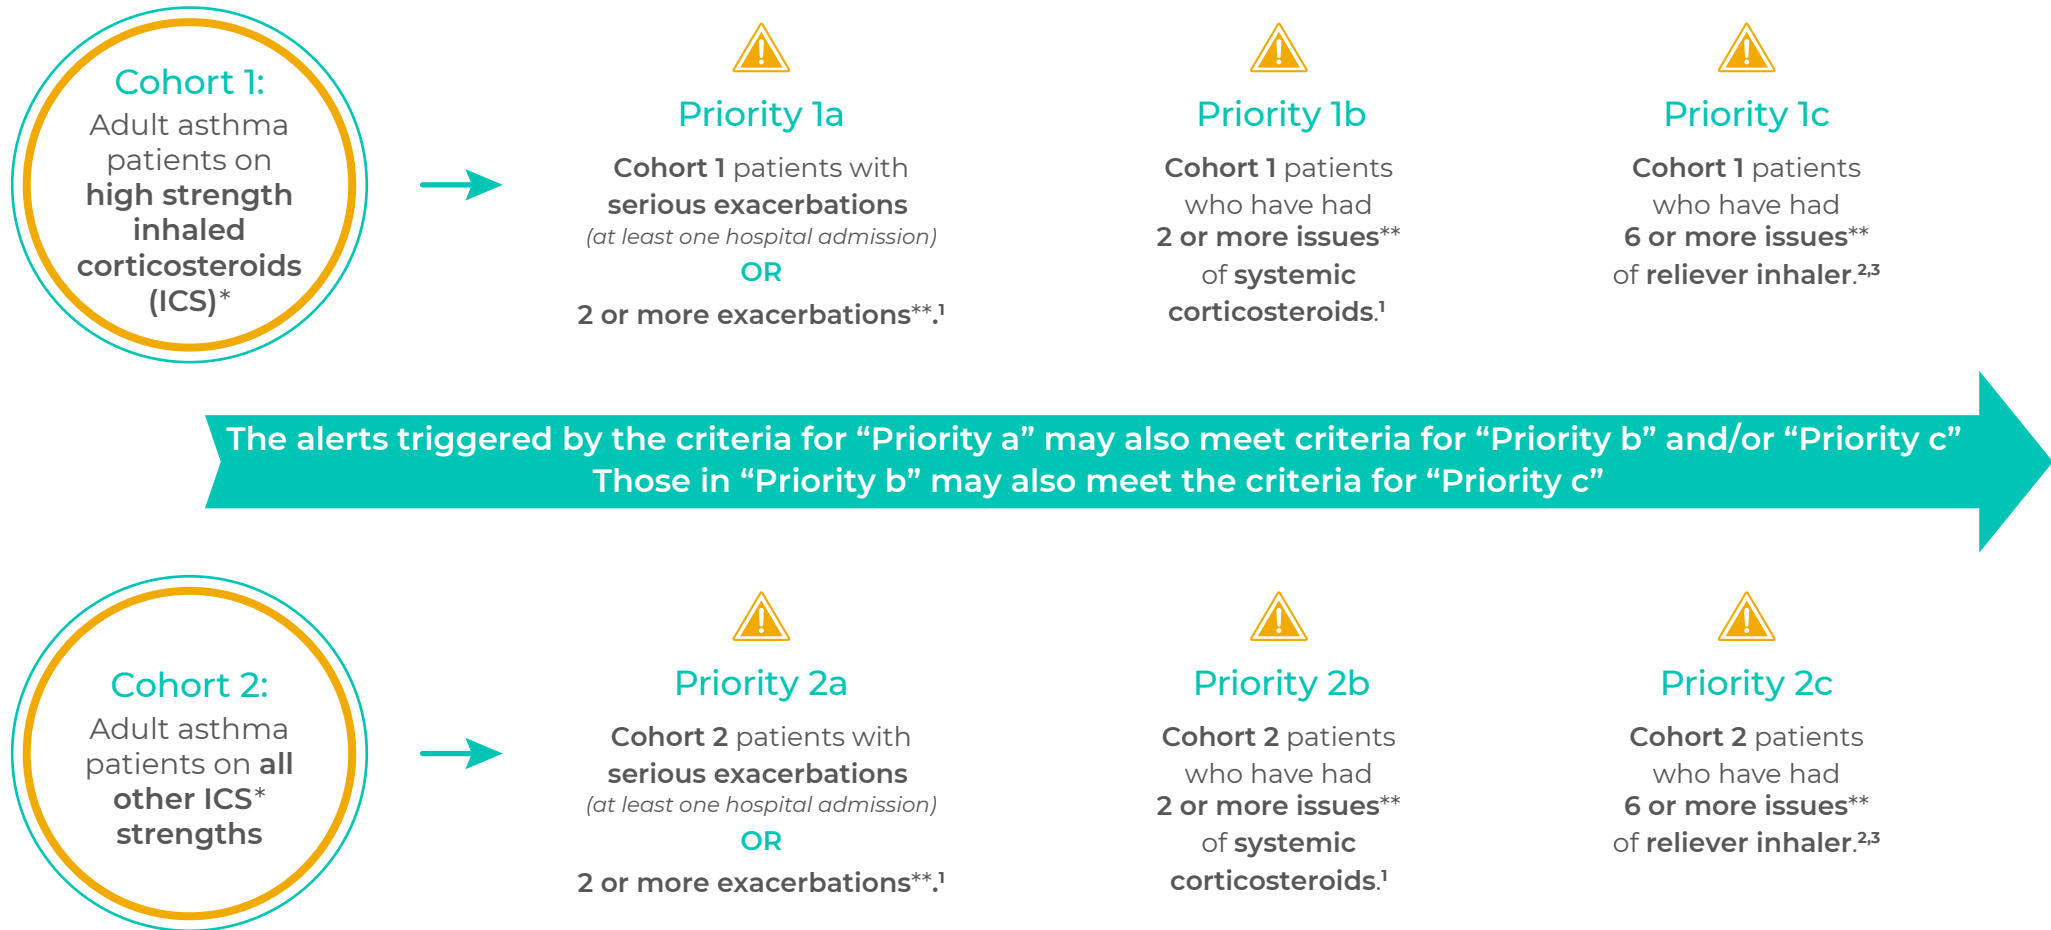 Cohort 1:
Adult asthma
patients on
high strength
inhaled
corticosteroids
(ICS)*
Priority 1a
Cohort 1 patients with
serious exacerbations
(at least one hospital admission)
OR
2 or more exacerbations**.¹
Priority 1b
Cohort 1 patients
who have had
2 or more issues**
of systemic
corticosteroids.¹
Priority 1c
Cohort 1 patients
who have had
6 or more issues**
of reliever inhaler.²,³
The alerts triggered by the criteria for “Priority a” may also meet criteria for “Priority b” and/or “Priority c”
Those in “Priority b” may also meet the criteria for “Priority c”
Cohort 2:
Adult asthma
patients on all
other ICS*
strengths
Priority 2a
Cohort 2 patients with
serious exacerbations
(at least one hospital admission)
OR
2 or more exacerbations**.¹
Priority 2b
Cohort 2 patients
who have had
2 or more issues**
of systemic
corticosteroids.¹
Priority 2c
Cohort 2 patients
who have had
6 or more issues**
of reliever inhaler.²,³